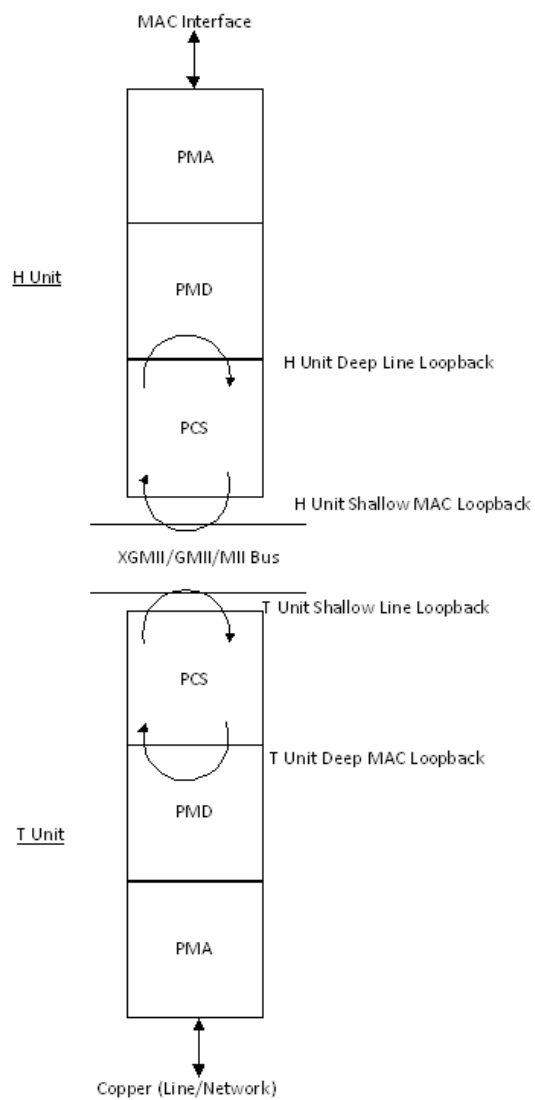 MAC Interface
PMA
H Unit
PMD
H Unit Deep Line Loopback
PCS
H Unit Shallow MAC Loopback
XGMII/GMII/MII Bus
T Unit Shallow Line Loopback
PCS
T Unit Deep MAC Loopback
PMD
T Unit
PMA
Copper (Line/Network)